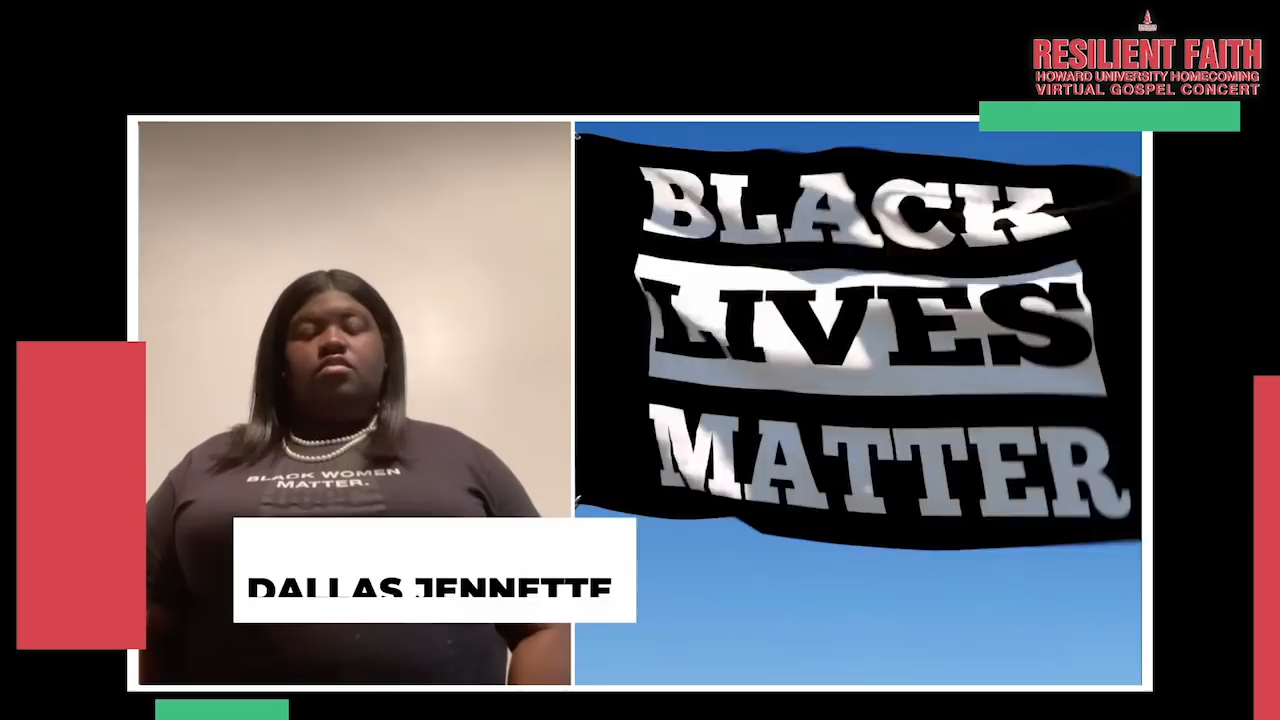 RESILIENT FAITH
HOWARD UNIVERSITY HOMECOMING
VIRTUAL GOSPEL CONCERT
BLACK
LIVES
MATTER
BLACK WOMEN
MATTER.
DALLAS JENNETTE